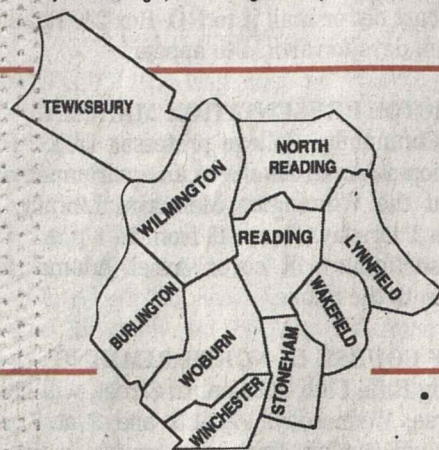 TEWKSBURY
NORTH
READING
WILMINGTON
READING
LYNNFIELD
BURLINGTON
WAKEFIELD
WOBURN
STONEHAM
WINCHESTER